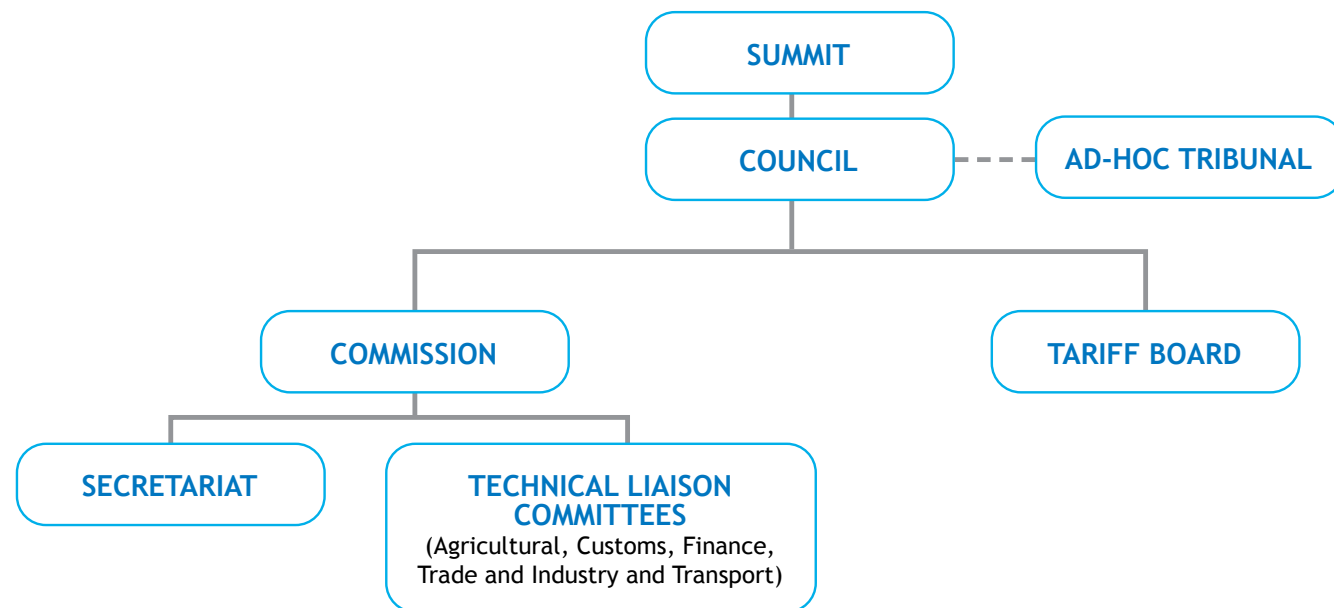 SUMMIT
COUNCIL
AD-HOC TRIBUNAL
COMMISSION
TARIFF BOARD
SECRETARIAT
TECHNICAL LIAISON
COMMITTEES
(Agricultural, Customs, Finance,
Trade and Industry and Transport)